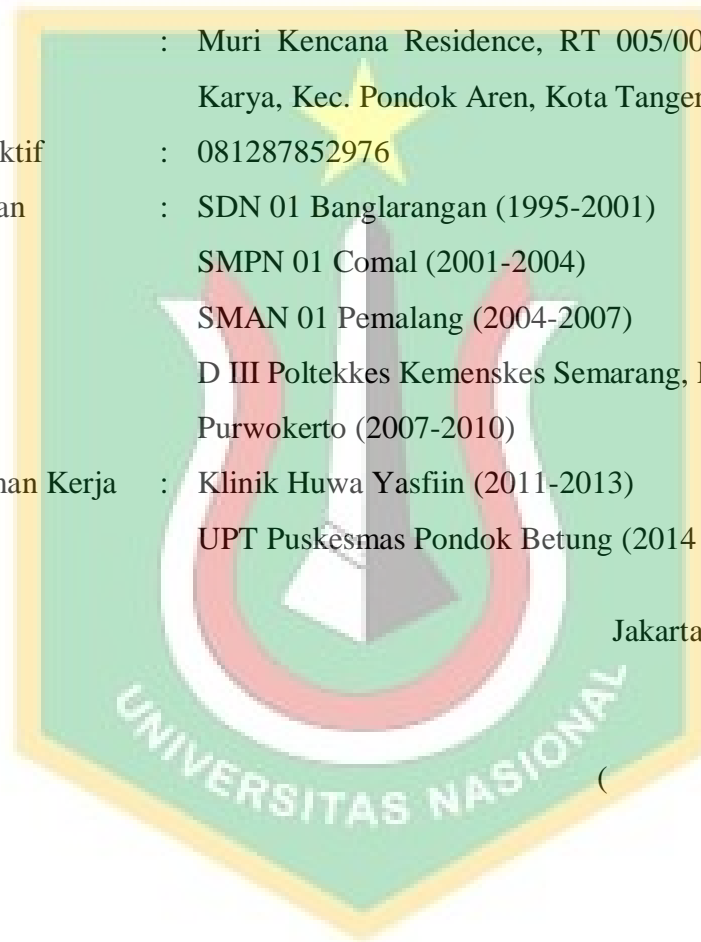 : Muri Kencana Residence, RT 005/00
Karya, Kec. Pondok Aren, Kota Tanger
ktif : 081287852976
an : SDN 01 Banglarangan (1995-2001)
SMPN 01 Comal (2001-2004)
SMAN 01 Pemalang (2004-2007)
D III Poltekkes Kemenskes Semarang,
Purwokerto (2007-2010)
nan Kerja : Klinik Huwa Yasfiin (2011-2013)
UPT Puskesmas Pondok Betung (2014
Jakarta
(
UNIVERSITAS NASIONAL